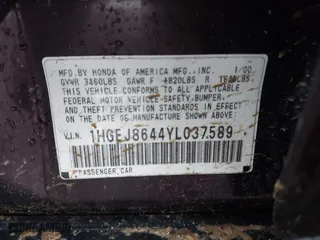 MFD. BY HONDA OF AMERICA MFG., INC. 1/00
GVWR 3460LBS GAWR F 1820LBS R
THIS VEHICLE CONFORMS TO ALL APPLICABLE
FEDERAL MOTOR VEHICLE SAFETY, BUMPER,
AND THEFT PREVENTION STANDARDS IN EFFECT
ON THE DATE OF MANUFACTURE SHOWN ABOVE.
V.I.N. 1HGEJ8644YL037589
PASSENGER CAR